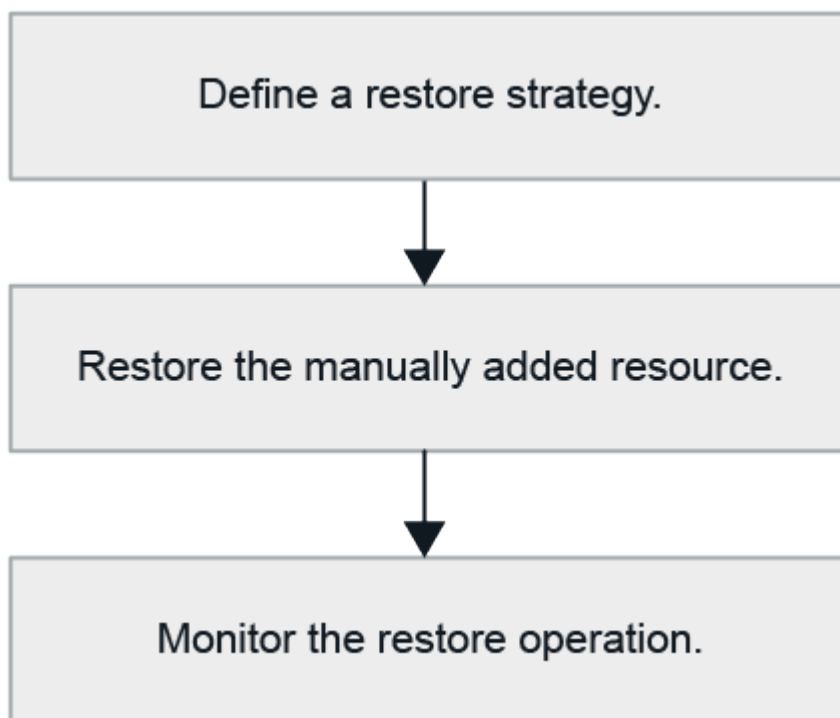 Define a restore strategy.
Restore the manually added resource.
Monitor the restore operation.